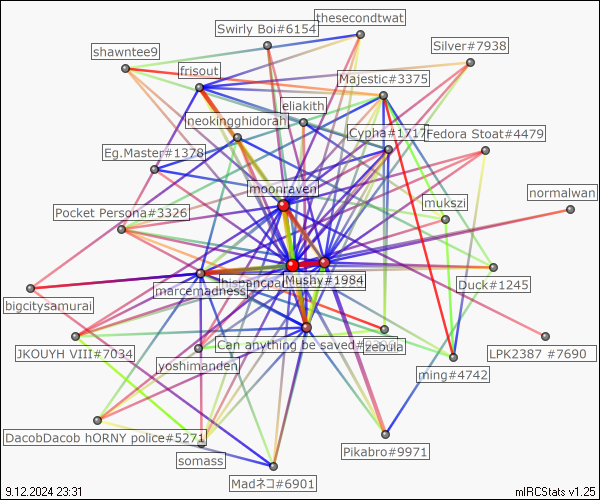 thesecondtwat
Swirly Boi#6154
Silver#7938
shawntee9
frisout
Majestic#3375
eliakith
neokingghidorah
Cypha#1717
Fedora Stoat#4479
Eg.Master#1378
moonraven
normalwan
mukszi
Pocket Persona#3326
hispancpa
Mushy#1984
Duck#1245
marcemadness
bigcitysamurai
Can anything be saved#
zebula
JKOUYH VIII#7034
LPK2387 #7690
yoshimanden
ming#4742
DacobDacob hORNY police#5271
Pikabro#9971
somass
Madネコ#6901
9.12.2024 23:31
mIRCStats v1.25